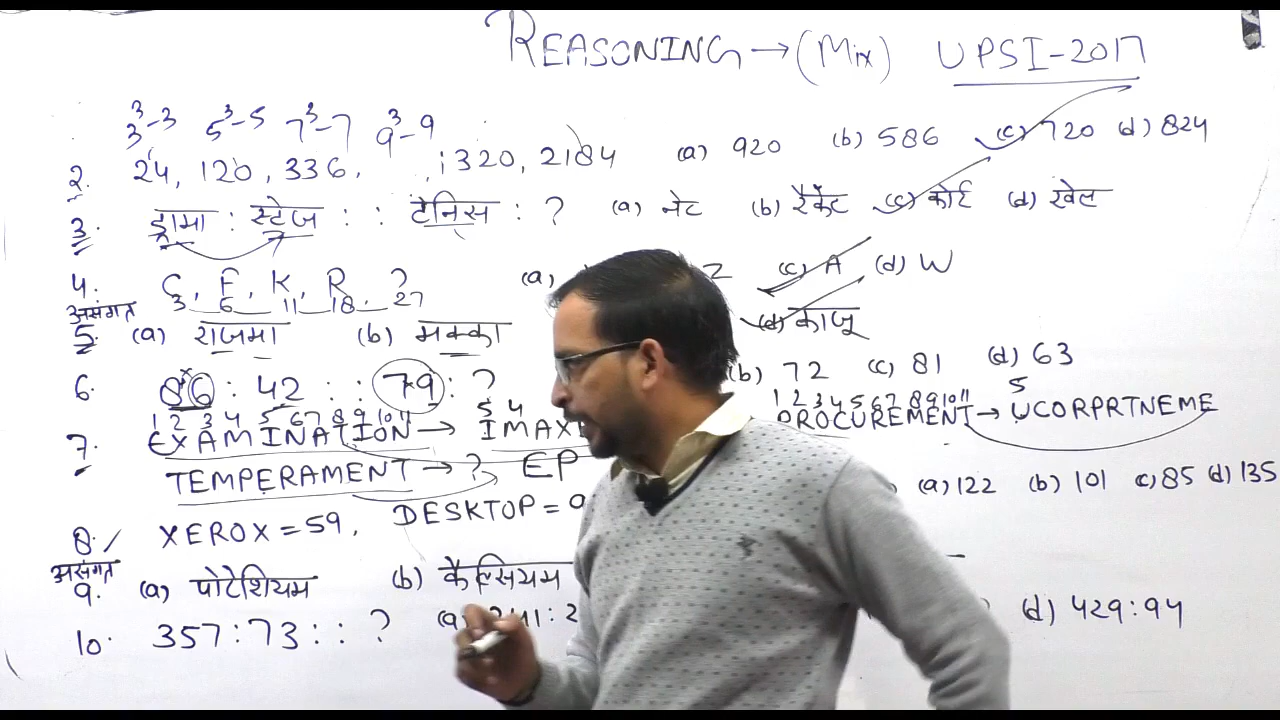 REASONING → (Mix) UPSI-2017
3³-3 5³-5 7³-7 9³-9
2. 24, 120, 336, , 1320, 2184 (a) 920 (b) 586 (c) 720 (d) 824
3. ड्रामा : स्टेज : : टेनिस : ? (a) नेट (b) रैकेट (c) कोर्ट (d) खेल
4. C, F, K, R, ? (a) Z (c) A (d) W
3 6 11 18 27
असंगत
5. (a) राजमा (b) मक्का (d) काजू
6. 86 : 42 : : 79 : ? (b) 72 (c) 81 (d) 63
1 2 3 4 5 6 7 8 9 10 11 5 4 1 2 3 4 5 6 7 8 9 10 11 5
7. EXAMINATION → IMAX PROCUREMENT → UCORPRTNEME
TEMPERAMENT → ? EP
8. XEROX = 59, DESKTOP = (a) 122 (b) 101 (c) 85 (d) 135
असंगत
9. (a) पोटेशियम (b) कैल्सियम
10. 357 : 73 : : ? (a) (d) 429 : 94